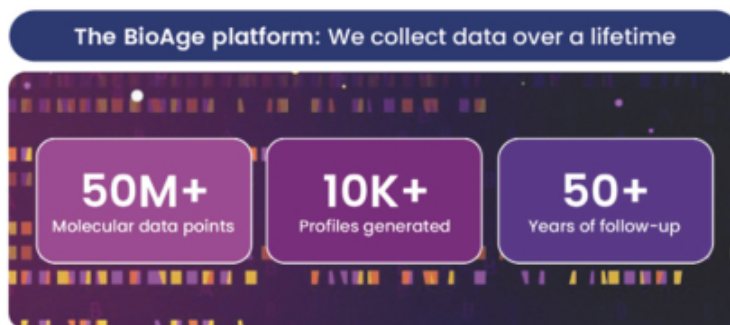 The BioAge platform: We collect data over a lifetime
50M+
Molecular data points
10K+
Profiles generated
50+
Years of follow-up